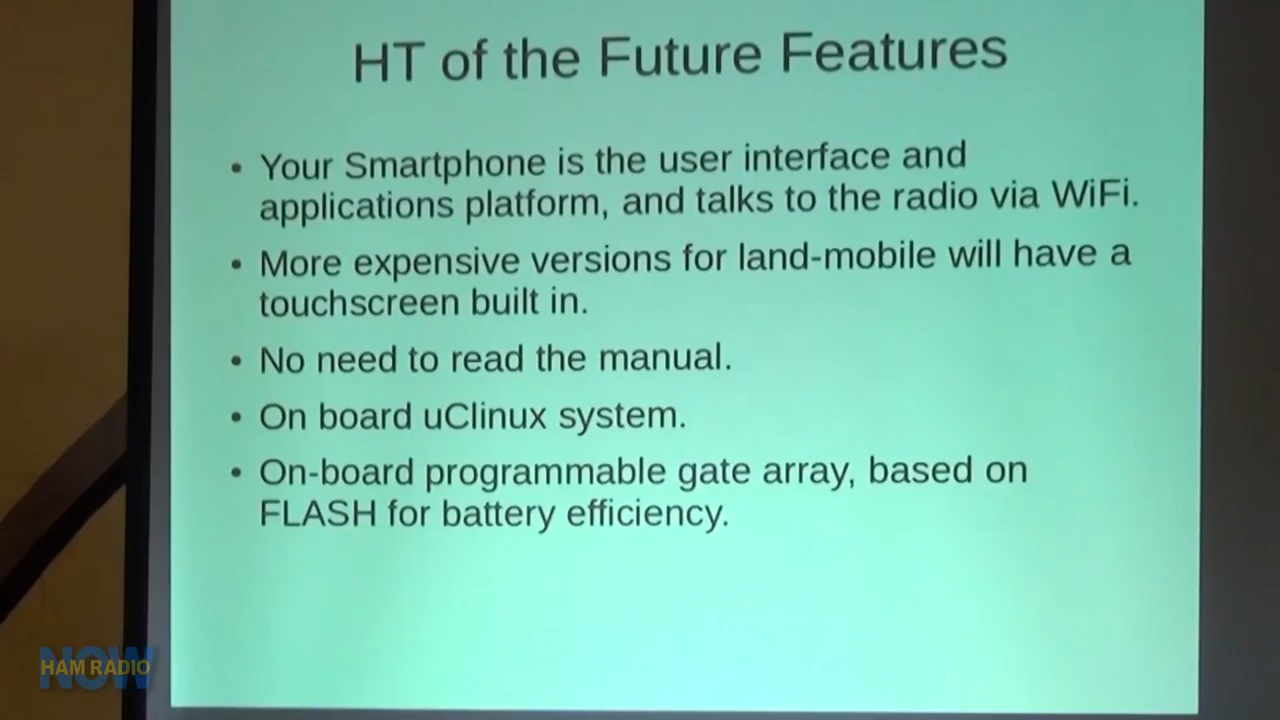 HT of the Future Features
• Your Smartphone is the user interface and
applications platform, and talks to the radio via WiFi.
• More expensive versions for land-mobile will have a
touchscreen built in.
• No need to read the manual.
• On board uClinux system.
• On-board programmable gate array, based on
FLASH for battery efficiency.
HAM RADIO
NOW